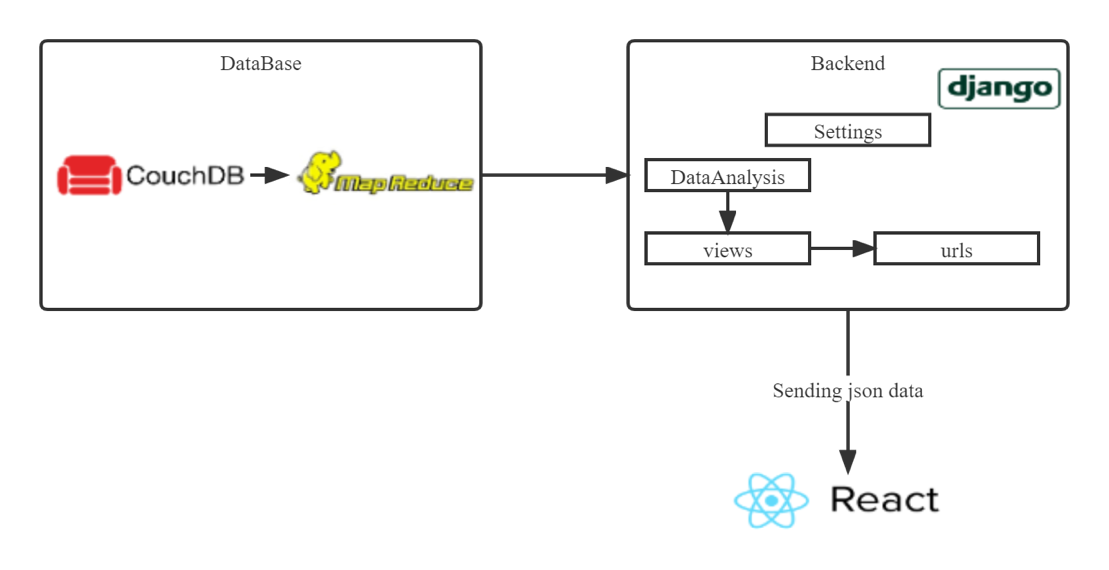 DataBase
CouchDB
Map Reduce
Backend
django
Settings
DataAnalysis
views
urls
Sending json data
React